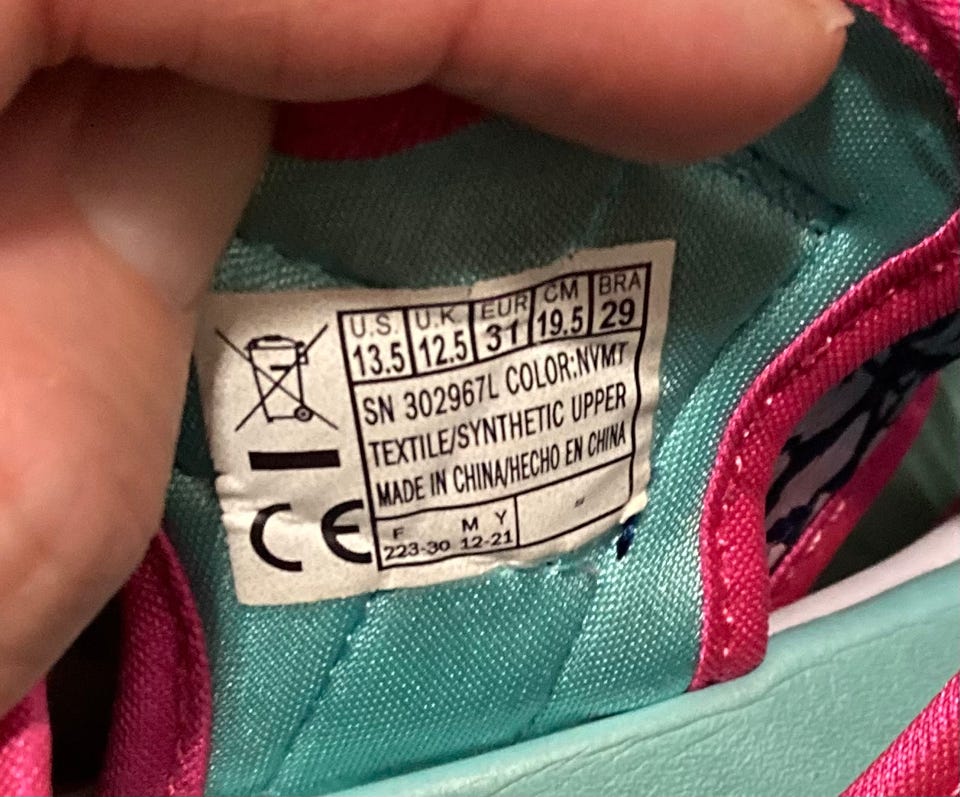 U.S. U.K. EUR CM BRA
13.5 12.5 31 19.5 29
SN 302967L COLOR:NVMT
TEXTILE/SYNTHETIC UPPER
MADE IN CHINA/HECHO EN CHINA
F M Y "
223-30 12-21
CE